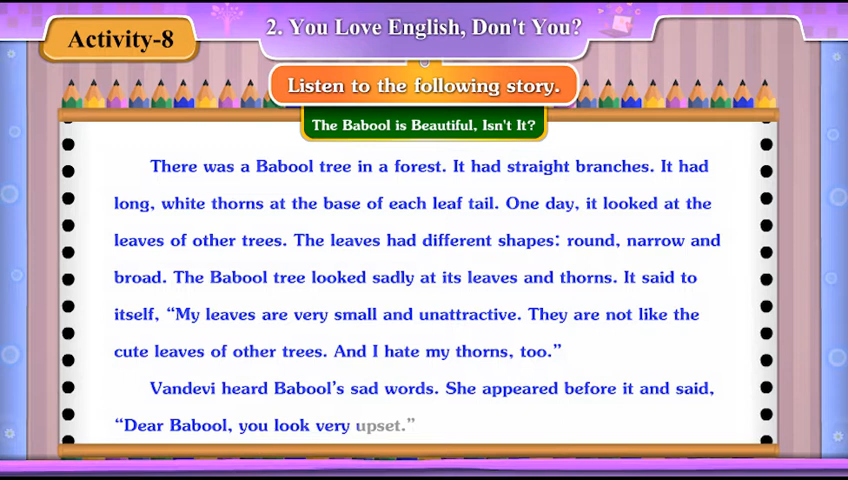 2. You Love English, Don't You?
Activity-8
Listen to the following story.
The Babool is Beautiful, Isn't It?
There was a Babool tree in a forest. It had straight branches. It had
long, white thorns at the base of each leaf tail. One day, it looked at the
leaves of other trees. The leaves had different shapes: round, narrow and
broad. The Babool tree looked sadly at its leaves and thorns. It said to
itself, “My leaves are very small and unattractive. They are not like the
cute leaves of other trees. And I hate my thorns, too.”
Vandevi heard Babool’s sad words. She appeared before it and said,
“Dear Babool, you look very upset.”